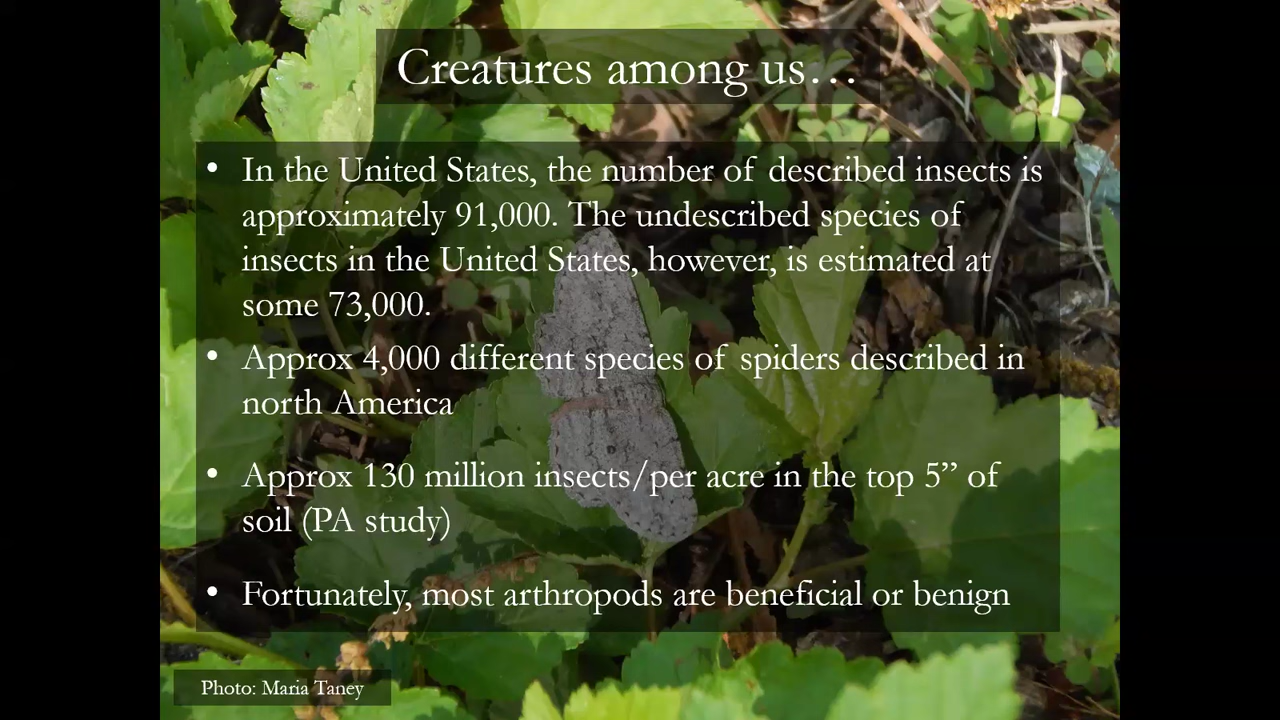 Creatures among us…
• In the United States, the number of described insects is
approximately 91,000. The undescribed species of
insects in the United States, however, is estimated at
some 73,000.
• Approx 4,000 different species of spiders described in
north America
• Approx 130 million insects/per acre in the top 5” of
soil (PA study)
• Fortunately, most arthropods are beneficial or benign
Photo: Maria Taney